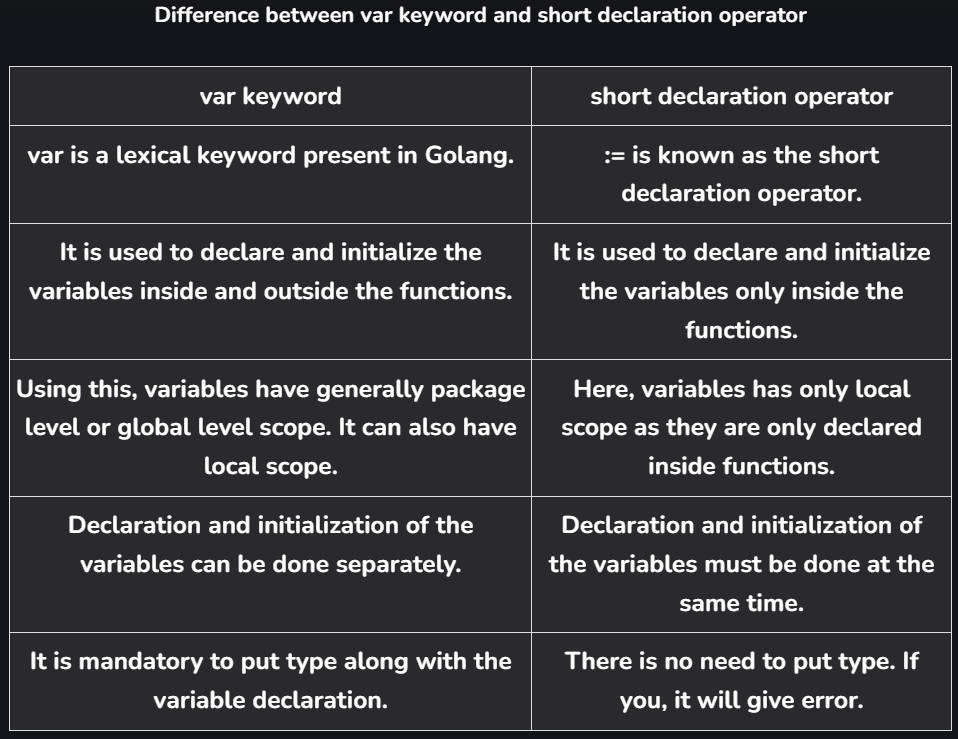 Difference between var keyword and short declaration operator
var keyword
short declaration operator
var is a lexical keyword present in Golang.
:= is known as the short
declaration operator.
It is used to declare and initialize the
variables inside and outside the functions.
It is used to declare and initialize
the variables only inside the
functions.
Using this, variables have generally package
level or global level scope. It can also have
local scope.
Here, variables has only local
scope as they are only declared
inside functions.
Declaration and initialization of the
variables can be done separately.
Declaration and initialization of
the variables must be done at the
same time.
It is mandatory to put type along with the
variable declaration.
There is no need to put type. If
you, it will give error.